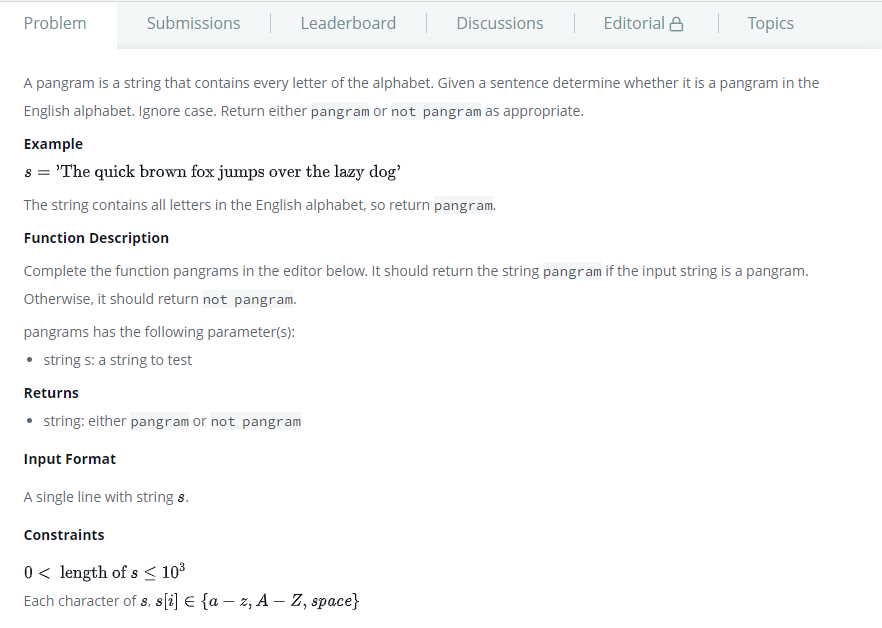 Problem Submissions Leaderboard Discussions Editorial Topics
A pangram is a string that contains every letter of the alphabet. Given a sentence determine whether it is a pangram in the
English alphabet. Ignore case. Return either pangram or not pangram as appropriate.
Example
s = 'The quick brown fox jumps over the lazy dog'
The string contains all letters in the English alphabet, so return pangram.
Function Description
Complete the function pangrams in the editor below. It should return the string pangram if the input string is a pangram.
Otherwise, it should return not pangram.
pangrams has the following parameter(s):
• string s: a string to test
Returns
• string: either pangram or not pangram
Input Format
A single line with string s.
Constraints
0 < length of s ≤ 10³
Each character of s, s[i] ∈ {a − z, A − Z, space}